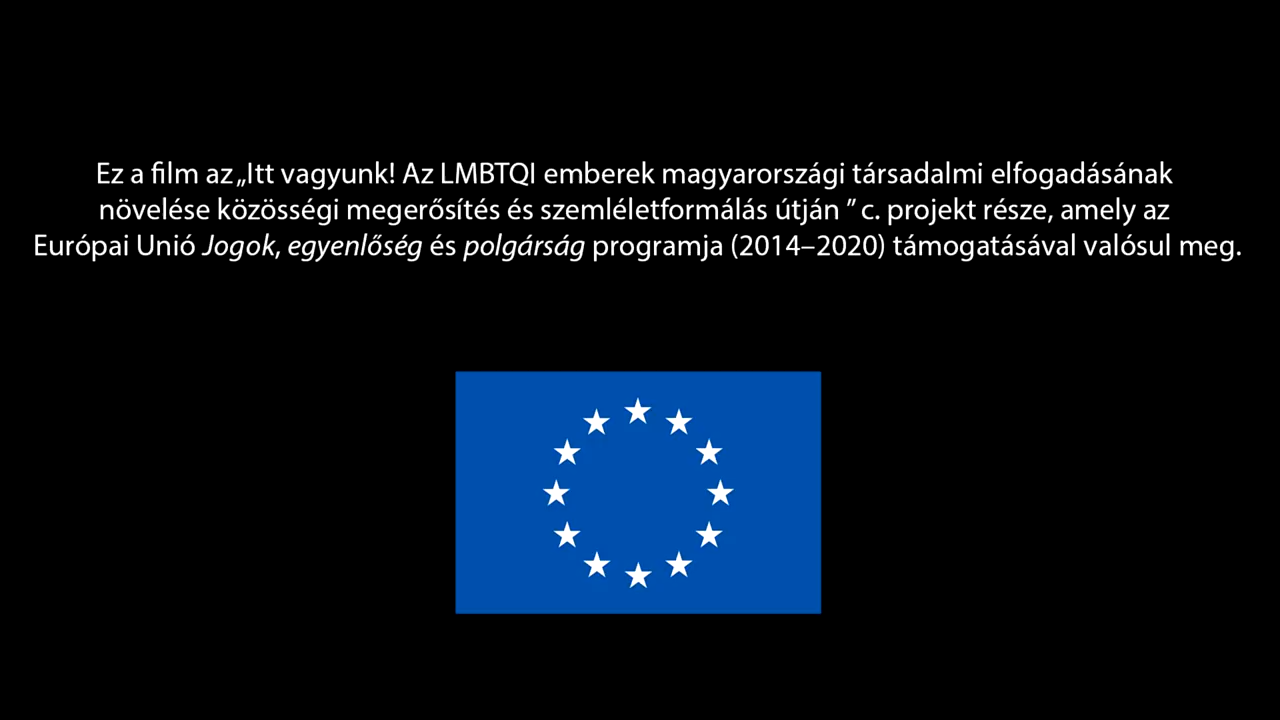 Ez a film az „Itt vagyunk! Az LMBTQI emberek magyarországi társadalmi elfogadásának
növelése közösségi megerősítés és szemléletformálás útján ” c. projekt része, amely az
Európai Unió Jogok, egyenlőség és polgárság programja (2014–2020) támogatásával valósul meg.